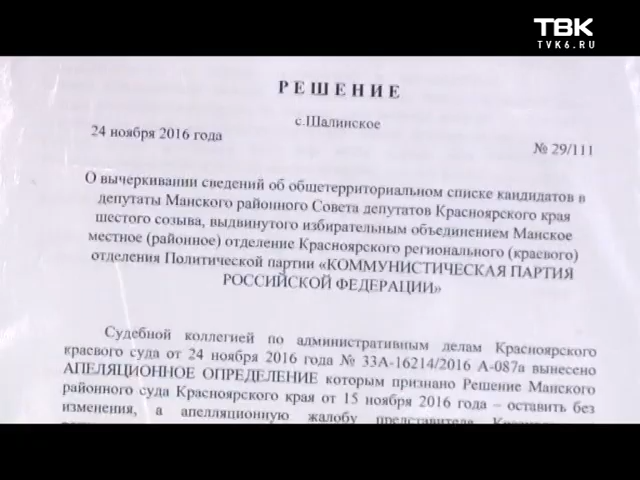 ТВК
TVK6.RU
РЕШЕНИЕ
с.Шалинское
24 ноября 2016 года
№ 29/111
О вычеркивании сведений об общетерриториальном списке кандидатов в
депутаты Манского районного Совета депутатов Красноярского края
шестого созыва, выдвинутого избирательным объединением Манское
местное (районное) отделение Красноярского регионального (краевого)
отделения Политической партии «КОММУНИСТИЧЕСКАЯ ПАРТИЯ
РОССИЙСКОЙ ФЕДЕРАЦИИ»
Судебной коллегией по административным делам Красноярского
краевого суда от 24 ноября 2016 года № 33А-16214/2016 А-087а вынесено
АПЕЛЯЦИОННОЕ ОПРЕДЕЛЕНИЕ которым признано Решение Манского
районного суда Красноярского края от 15 ноября 2016 года – оставить без
изменения, а апелляционную жалобу представителя